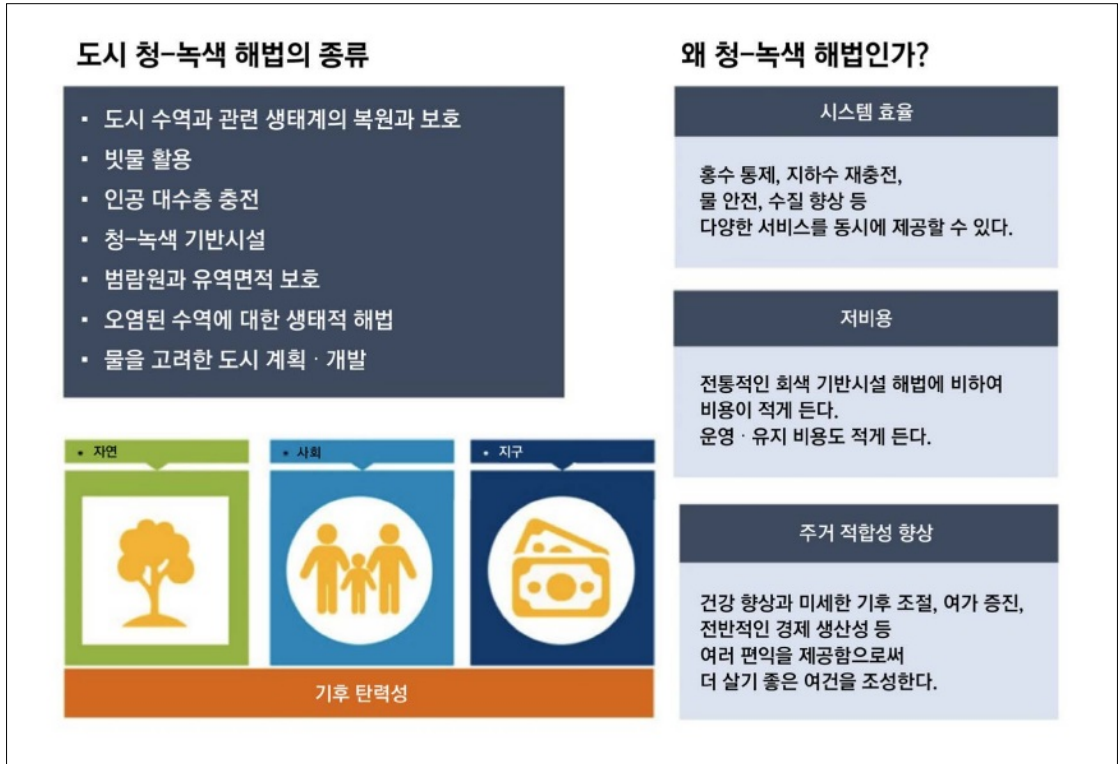 도시 청-녹색 해법의 종류
▪ 도시 수역과 관련 생태계의 복원과 보호
▪ 빗물 활용
▪ 인공 대수층 충전
▪ 청-녹색 기반시설
▪ 범람원과 유역면적 보호
▪ 오염된 수역에 대한 생태적 해법
▪ 물을 고려한 도시 계획 · 개발
• 자연
• 사회
• 지구
기후 탄력성
왜 청-녹색 해법인가?
시스템 효율
홍수 통제, 지하수 재충전,
물 안전, 수질 향상 등
다양한 서비스를 동시에 제공할 수 있다.
저비용
전통적인 회색 기반시설 해법에 비하여
비용이 적게 든다.
운영 · 유지 비용도 적게 든다.
주거 적합성 향상
건강 향상과 미세한 기후 조절, 여가 증진,
전반적인 경제 생산성 등
여러 편익을 제공함으로써
더 살기 좋은 여건을 조성한다.